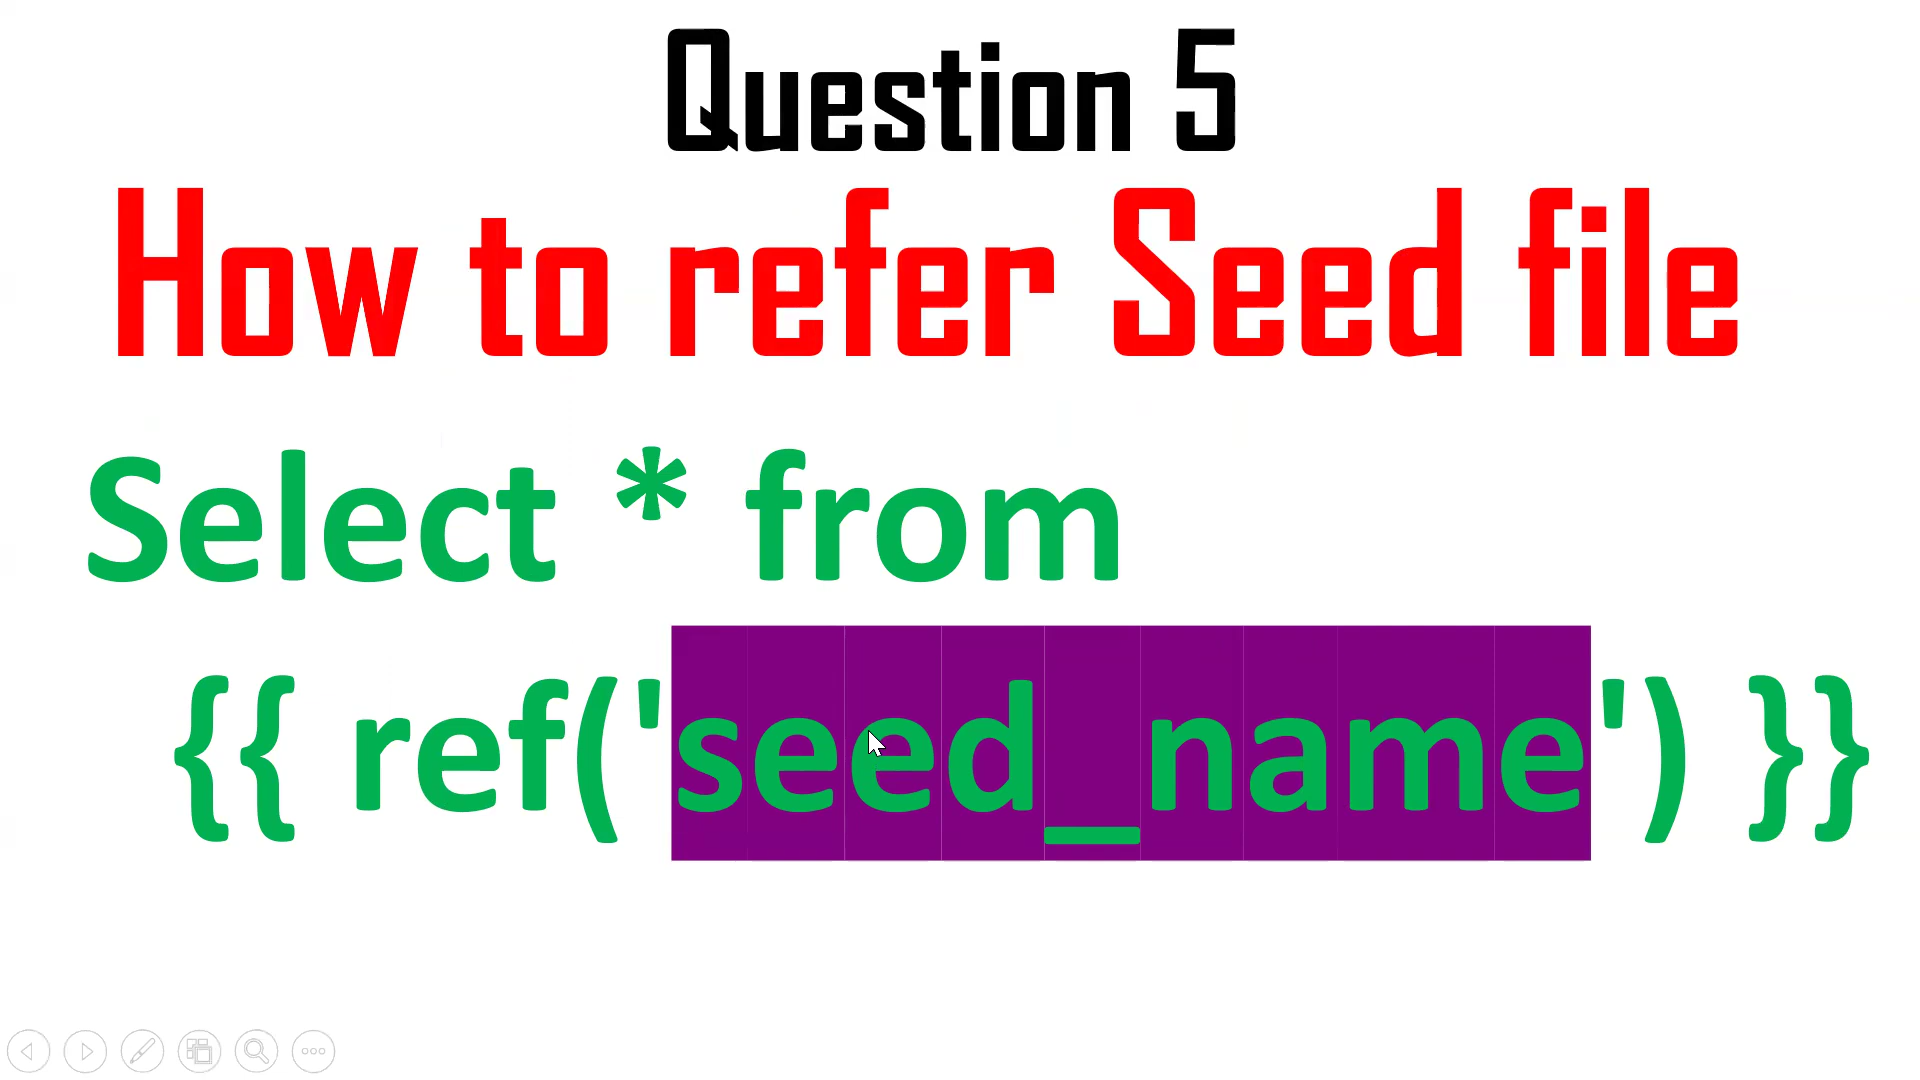 Question 5
How to refer Seed file
Select * from
{{ ref('seed_name') }}